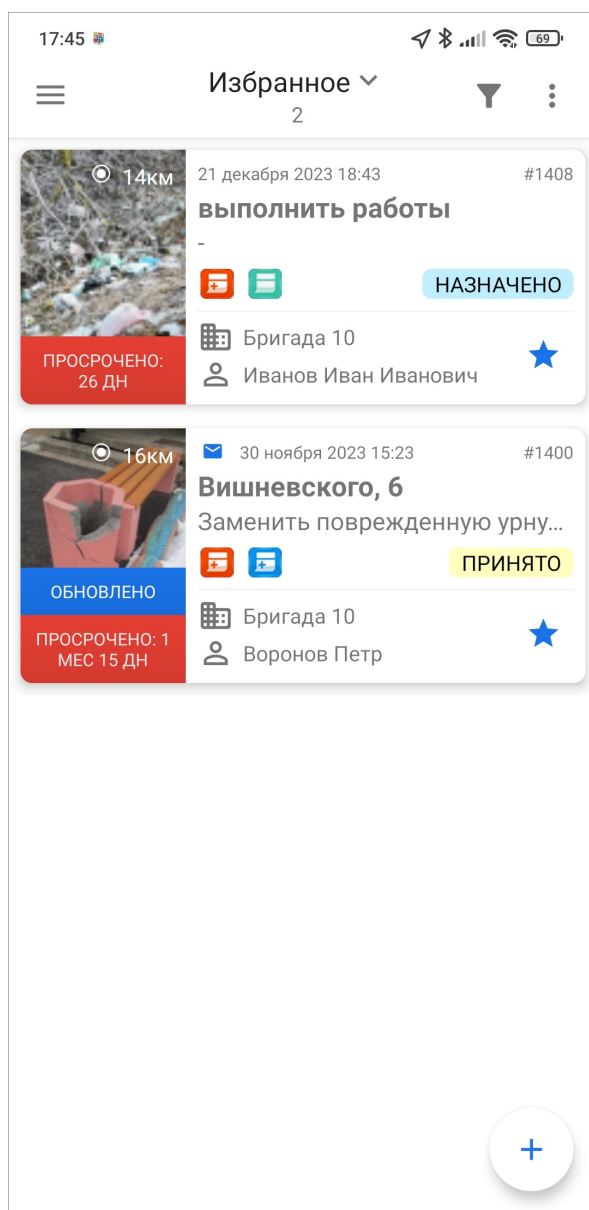 17:45
69
Избранное
2
14км
21 декабря 2023 18:43
#1408
выполнить работы
-
НАЗНАЧЕНО
ПРОСРОЧЕНО:
26 ДН
Бригада 10
Иванов Иван Иванович
16км
30 ноября 2023 15:23
#1400
Вишневского, 6
Заменить поврежденную урну...
ПРИНЯТО
ОБНОВЛЕНО
ПРОСРОЧЕНО: 1
МЕС 15 ДН
Бригада 10
Воронов Петр
+